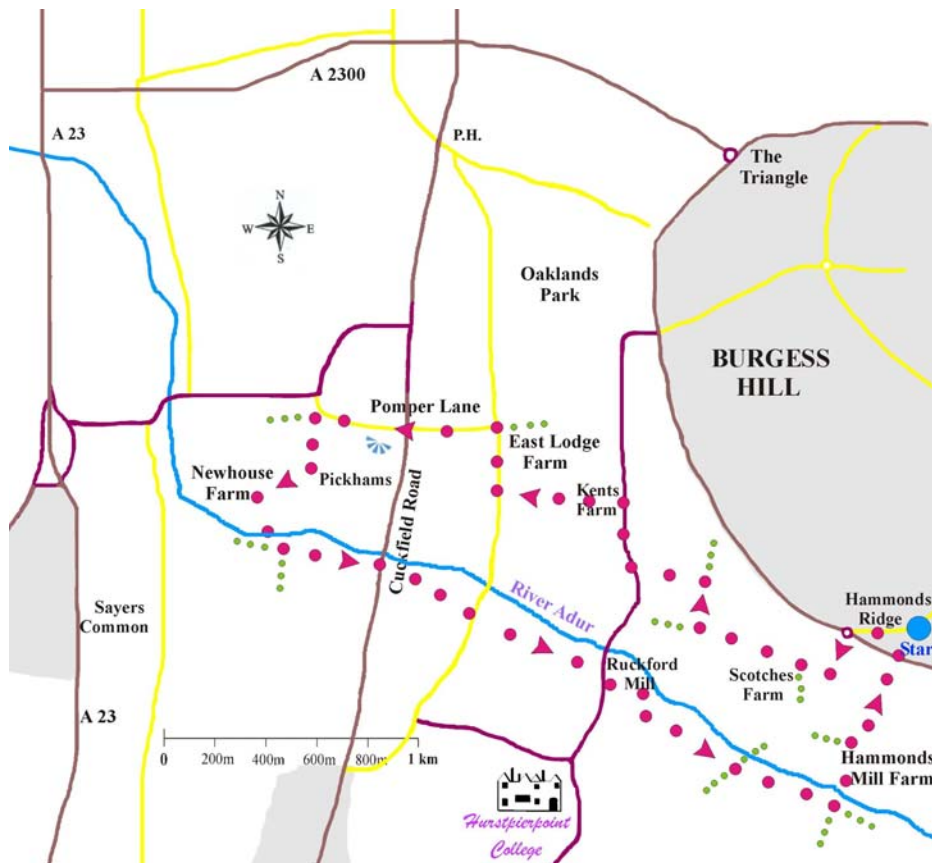 A 2300
A 23
P.H.
The
Triangle
N
W E
S
Oaklands
Park
BURGESS
HILL
Pomper Lane
East Lodge
Farm
Newhouse
Farm
Pickhams
Kents
Farm
Cuckfield Road
River Adur
Hammonds
Ridge
Star
Sayers
Common
Ruckford
Mill
Scotches
Farm
A 23
0 200m 400m 600m 800m 1 km
Hammonds
Mill Farm
Hurstpierpoint
College